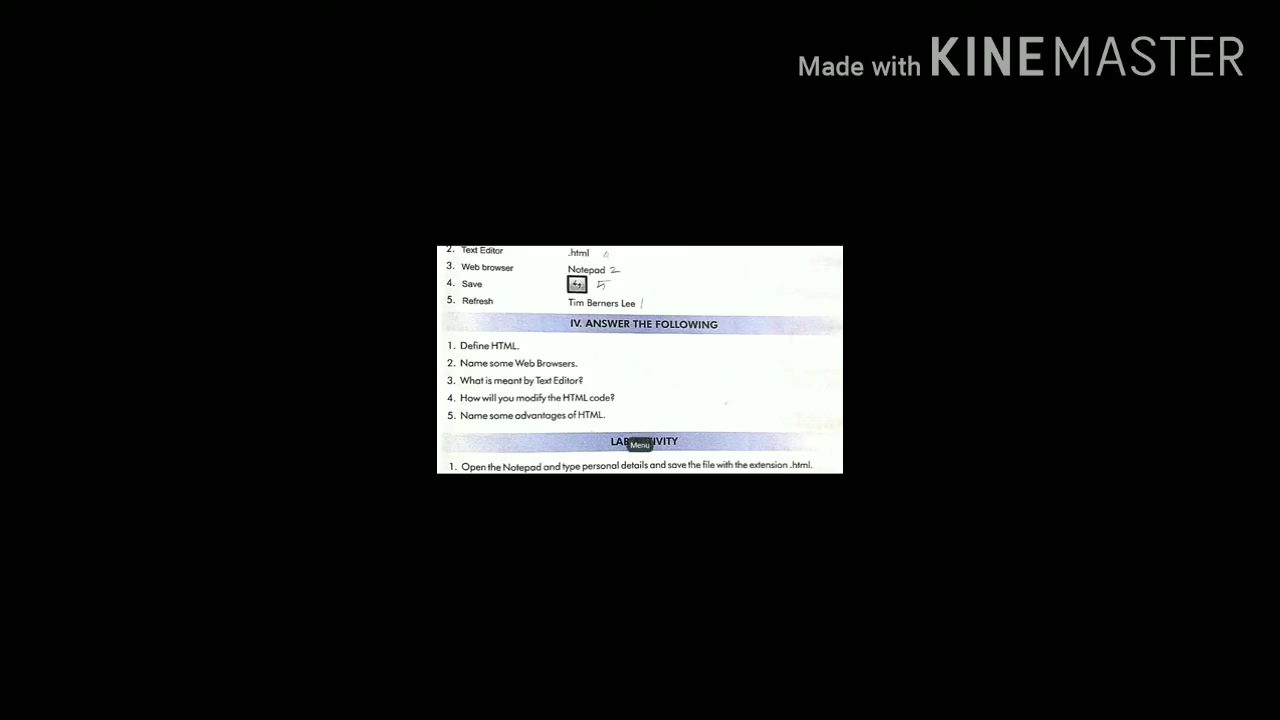 Made with KINEMASTER
2. Text Editor .html 4
3. Web browser Notepad 2
4. Save 5
5. Refresh Tim Berners Lee 1
IV. ANSWER THE FOLLOWING
1. Define HTML.
2. Name some Web Browsers.
3. What is meant by Text Editor?
4. How will you modify the HTML code?
5. Name some advantages of HTML.
Menu
1. Open the Notepad and type personal details and save the file with the extension .html.